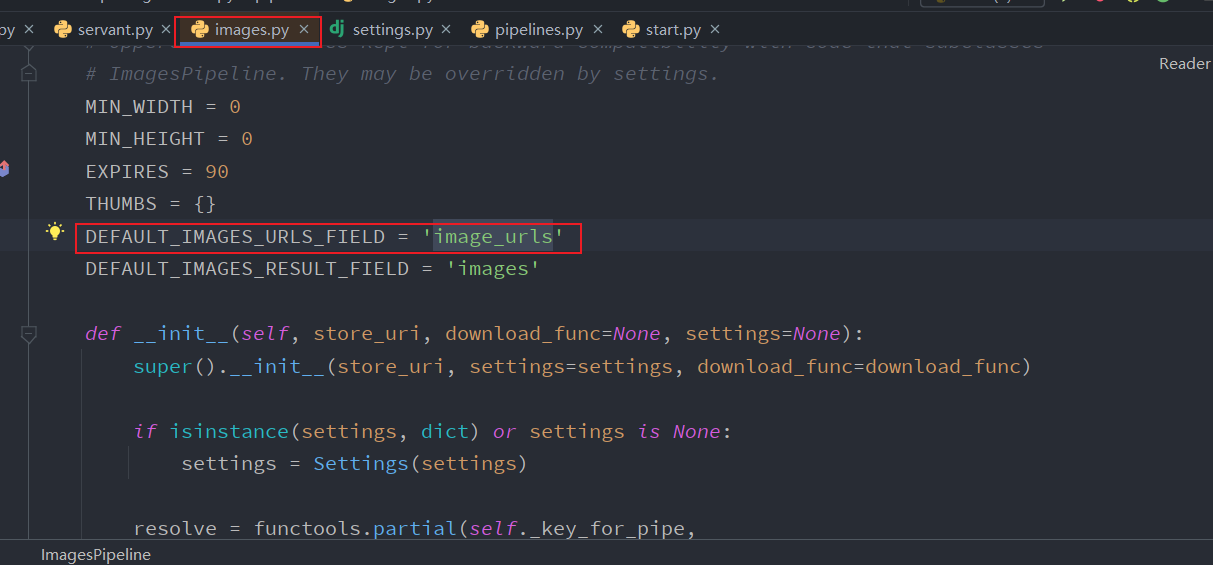 py × servant.py × images.py × settings.py × pipelines.py × start.py ×
# ImagesPipeline. They may be overridden by settings.
Reader
MIN_WIDTH = 0
MIN_HEIGHT = 0
EXPIRES = 90
THUMBS = {}
DEFAULT_IMAGES_URLS_FIELD = 'image_urls'
DEFAULT_IMAGES_RESULT_FIELD = 'images'
def __init__(self, store_uri, download_func=None, settings=None):
super().__init__(store_uri, settings=settings, download_func=download_func)
if isinstance(settings, dict) or settings is None:
settings = Settings(settings)
resolve = functools.partial(self._key_for_pipe,
ImagesPipeline